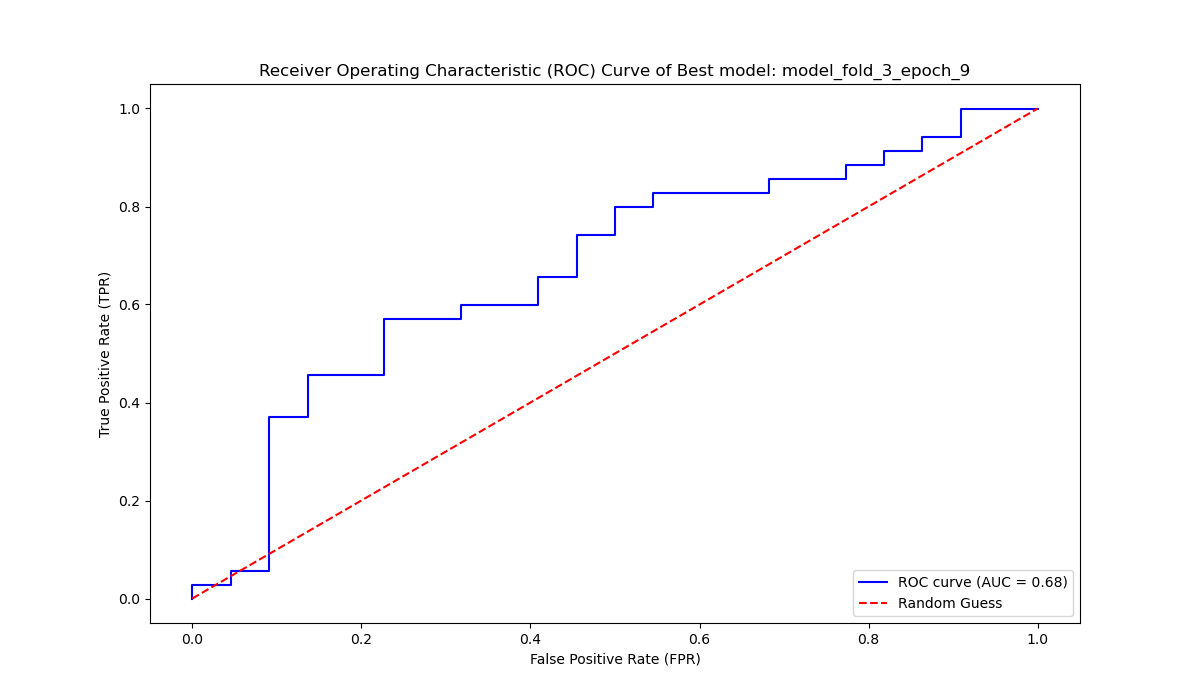 Receiver Operating Characteristic (ROC) Curve of Best model: model_fold_3_epoch_9
True Positive Rate (TPR)
1.0
0.8
0.6
0.4
0.2
0.0
ROC curve (AUC = 0.68)
Random Guess
0.0 0.2 0.4 0.6 0.8 1.0
False Positive Rate (FPR)